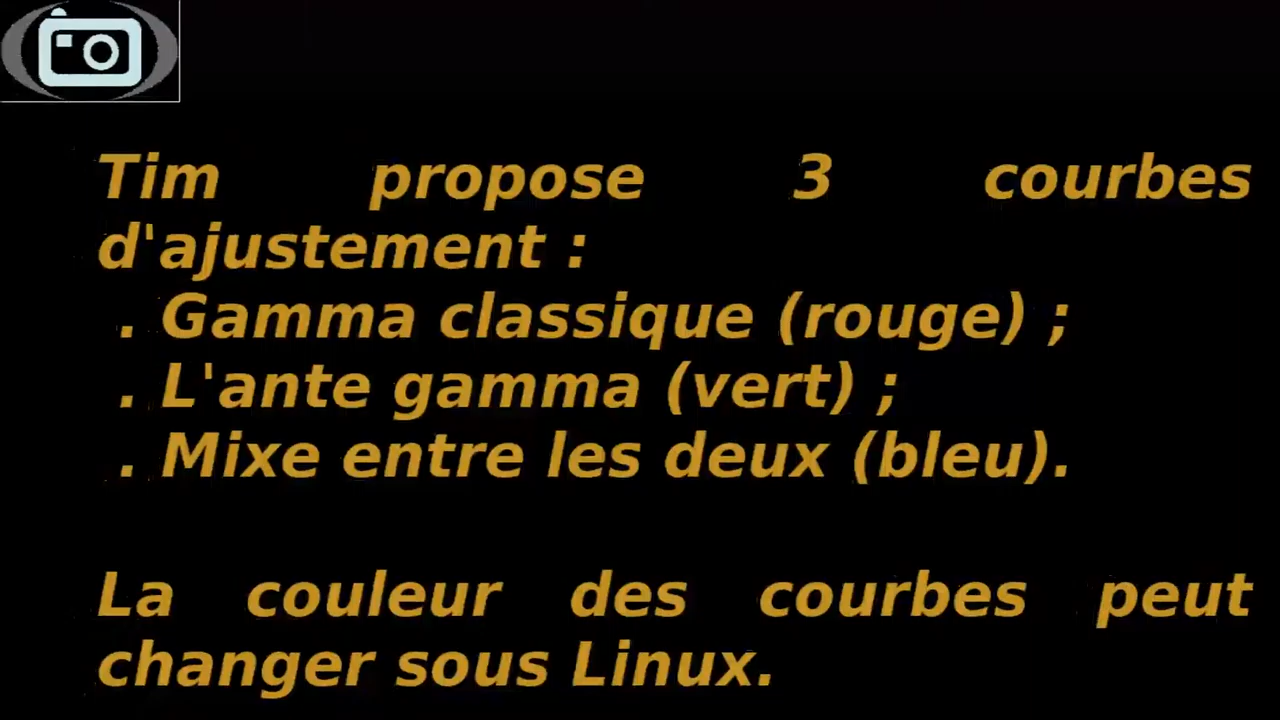 Tim propose 3 courbes
d'ajustement :
. Gamma classique (rouge) ;
. L'ante gamma (vert) ;
. Mixe entre les deux (bleu).
La couleur des courbes peut
changer sous Linux.